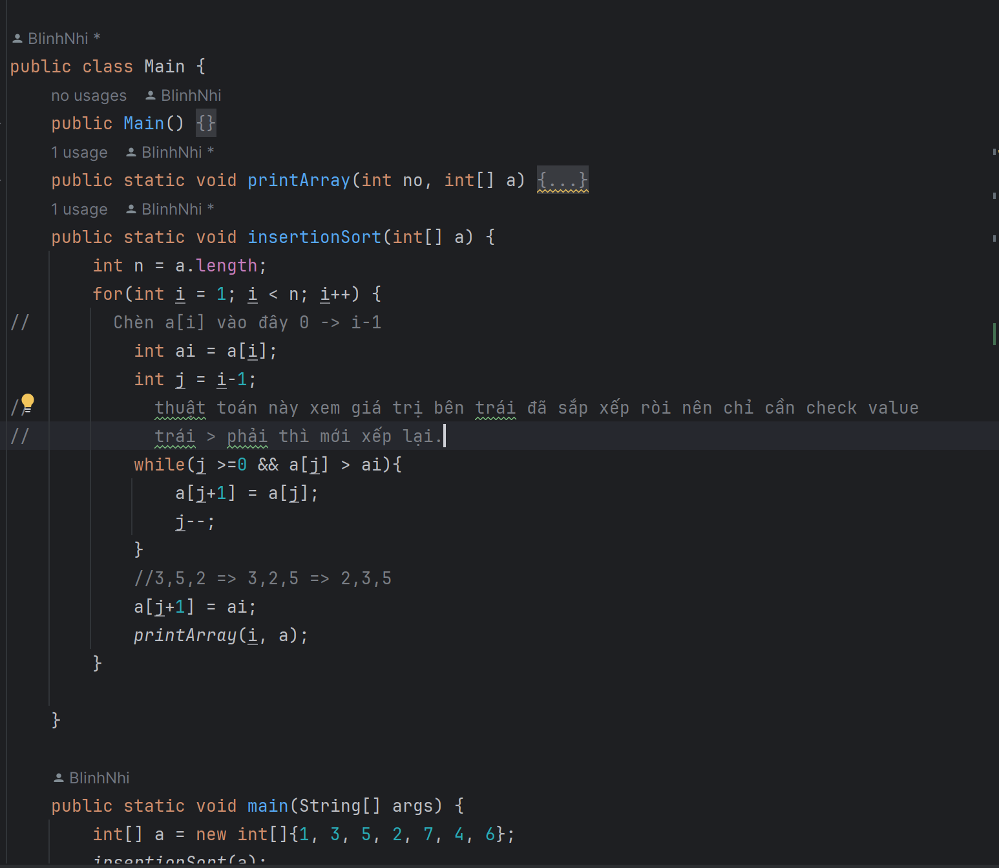 BlinhNhi *
public class Main {
no usages BlinhNhi
public Main() {}
1 usage BlinhNhi *
public static void printArray(int no, int[] a) {...}
1 usage BlinhNhi *
public static void insertionSort(int[] a) {
int n = a.length;
for(int i = 1; i < n; i++) {
// Chèn a[i] vào đây 0 -> i-1
int ai = a[i];
int j = i-1;
// thuật toán này xem giá trị bên trái đã sắp xếp ròi nên chỉ cần check value
// trái > phải thì mới xếp lại.
while(j >=0 && a[j] > ai){
a[j+1] = a[j];
j--;
}
//3,5,2 => 3,2,5 => 2,3,5
a[j+1] = ai;
printArray(i, a);
}
}
BlinhNhi
public static void main(String[] args) {
int[] a = new int[]{1, 3, 5, 2, 7, 4, 6};
insertionSort(a);